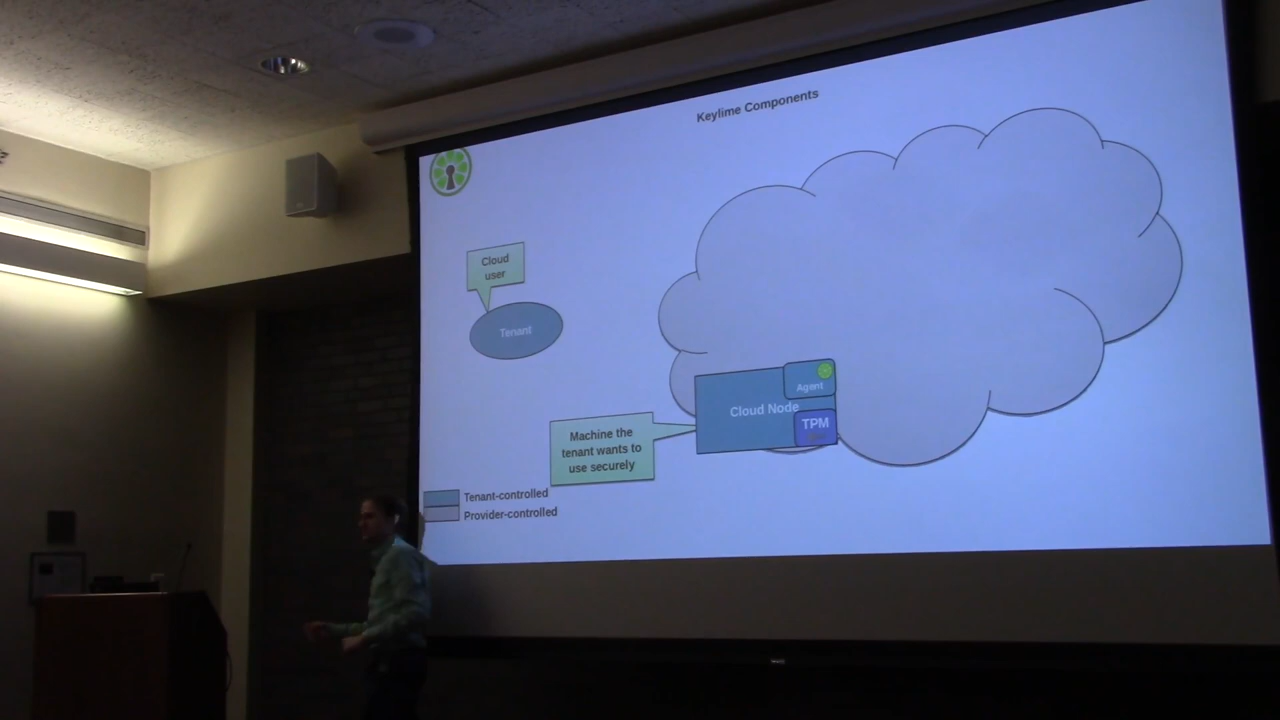 Keylime Components
Cloud
user
Tenant
Agent
Cloud Node
TPM
Machine the
tenant wants to
use securely
Tenant-controlled
Provider-controlled